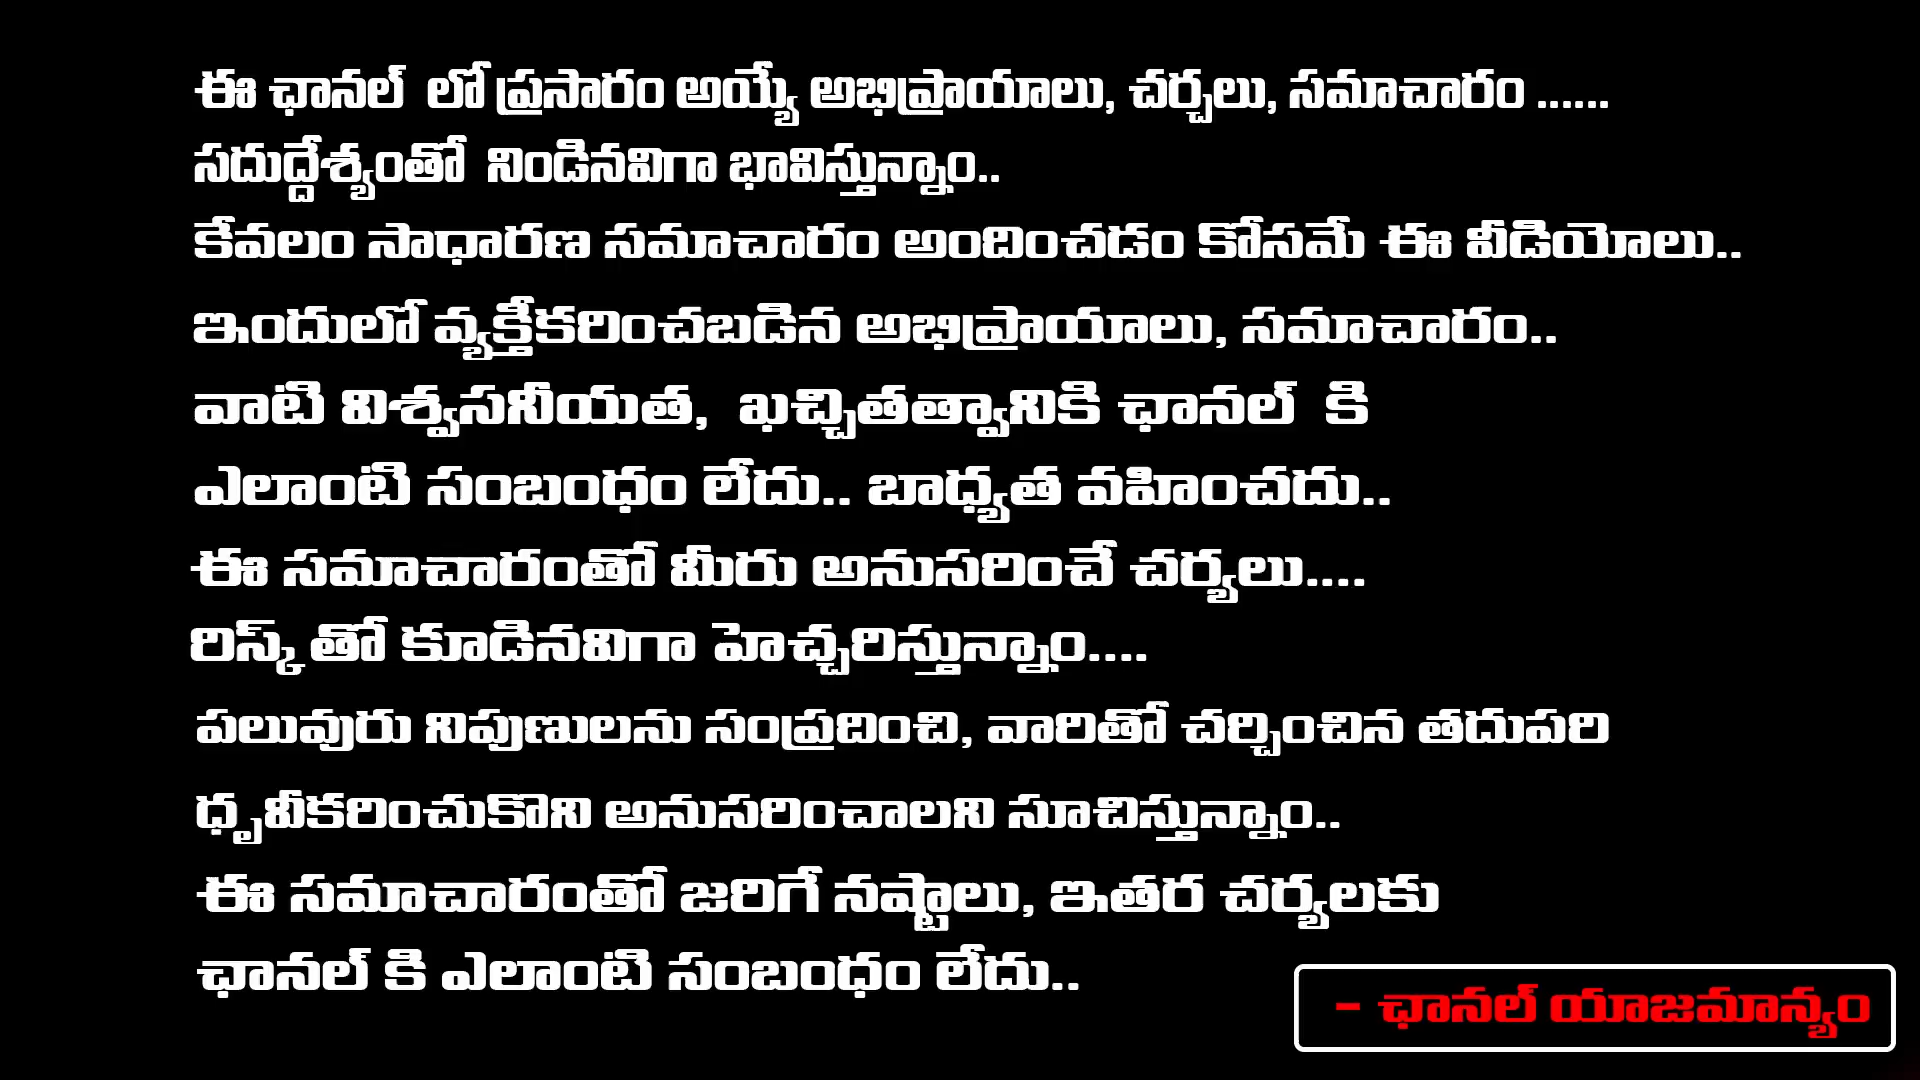 ఈ ఛానల్ లో ప్రసారం అయ్యే అభిప్రాయాలు, చర్చలు, సమాచారం ......
సదుద్దేశ్యంతో నిండినవిగా భావిస్తున్నాం..
కేవలం సాధారణ సమాచారం అందించడం కోసమే ఈ వీడియోలు..
ఇందులో వ్యక్తీకరించబడిన అభిప్రాయాలు, సమాచారం..
వాటి విశ్వసనీయత, ఖచ్చితత్వానికి ఛానల్ కి
ఎలాంటి సంబంధం లేదు.. బాధ్యత వహించదు..
ఈ సమాచారంతో మీరు అనుసరించే చర్యలు....
రిస్క్ తో కూడినవిగా హెచ్చరిస్తున్నాం....
పలువురు నిపుణులను సంప్రదించి, వారితో చర్చించిన తదుపరి
ధృవీకరించుకొని అనుసరించాలని సూచిస్తున్నాం..
ఈ సమాచారంతో జరిగే నష్టాలు, ఇతర చర్యలకు
ఛానల్ కి ఎలాంటి సంబంధం లేదు..
- ఛానల్ యాజమాన్యం